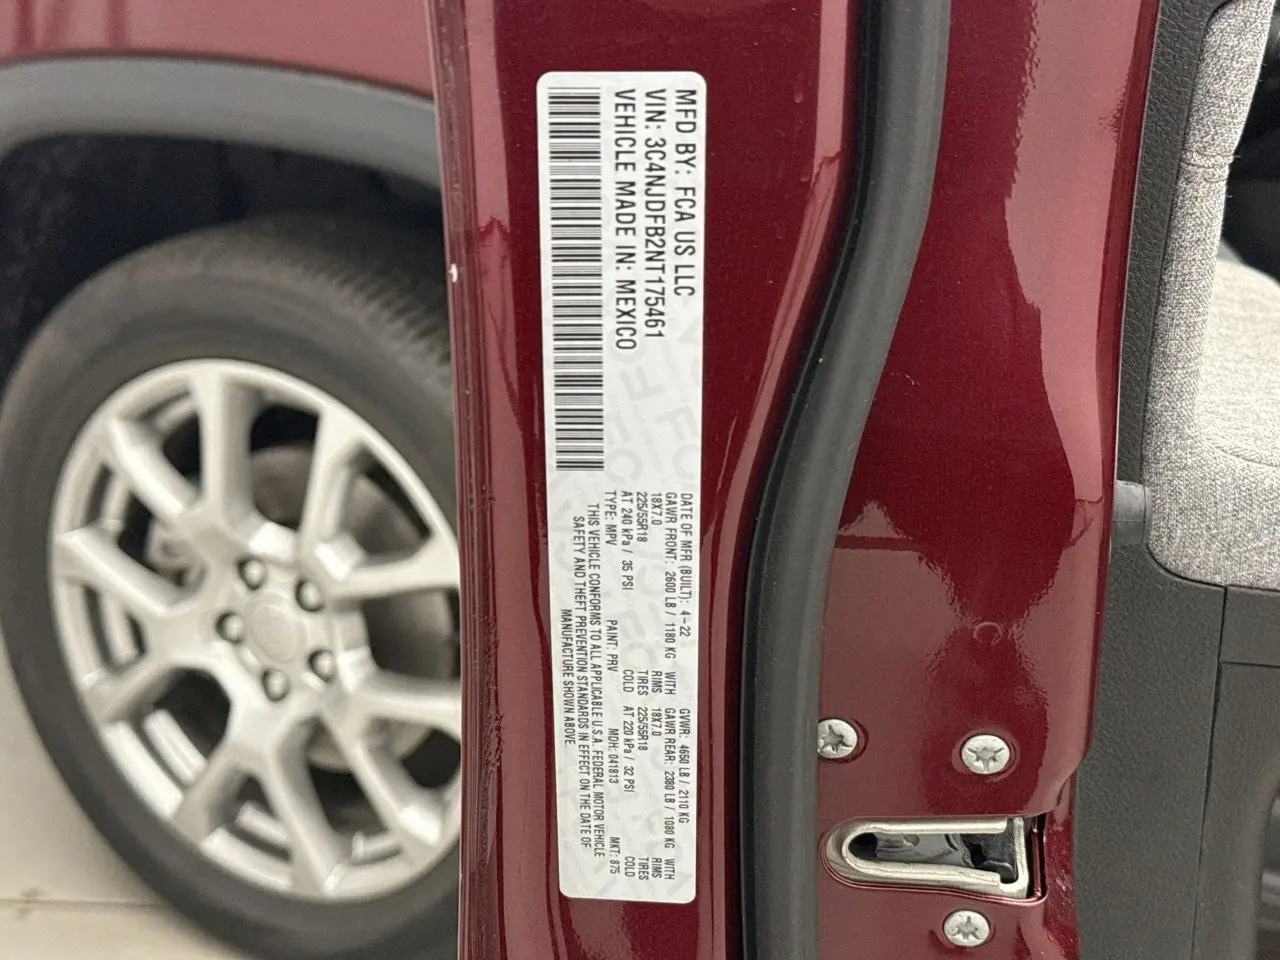 MFD BY: FCA US LLC
VIN: 3C4NJDFB2NT175461
VEHICLE MADE IN: MEXICO
DATE OF MFR (BUILT): 4-22 GVWR: 4650 LB / 2110 KG
GAWR FRONT: 2600 LB / 1180 KG WITH GAWR REAR: 2380 LB / 1080 KG WITH
18X7.0 RIMS 18X7.0 RIMS
225/55R18 TIRES 225/55R18 TIRES
AT 240 kPa / 35 PSI COLD AT 220 kPa / 32 PSI COLD
TYPE: MPV PAINT: PRV MDH: 041813 MKT: 875
THIS VEHICLE CONFORMS TO ALL APPLICABLE U.S.A. FEDERAL MOTOR VEHICLE
SAFETY AND THEFT PREVENTION STANDARDS IN EFFECT ON THE DATE OF
MANUFACTURE SHOWN ABOVE.